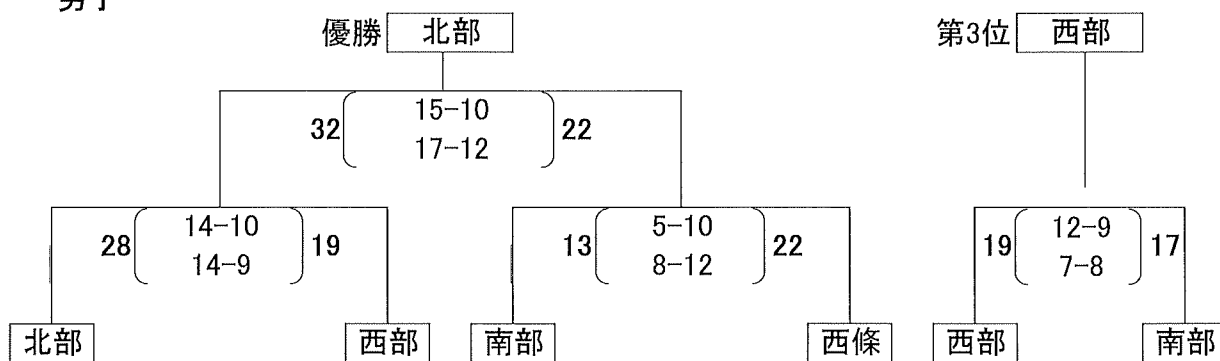 優勝 北部 第3位 西部
32 15-10 22
17-12
28 14-10 19 13 5-10 22 19 12-9 17
14-9 8-12 7-8
北部 西部 南部 西條 西部 南部